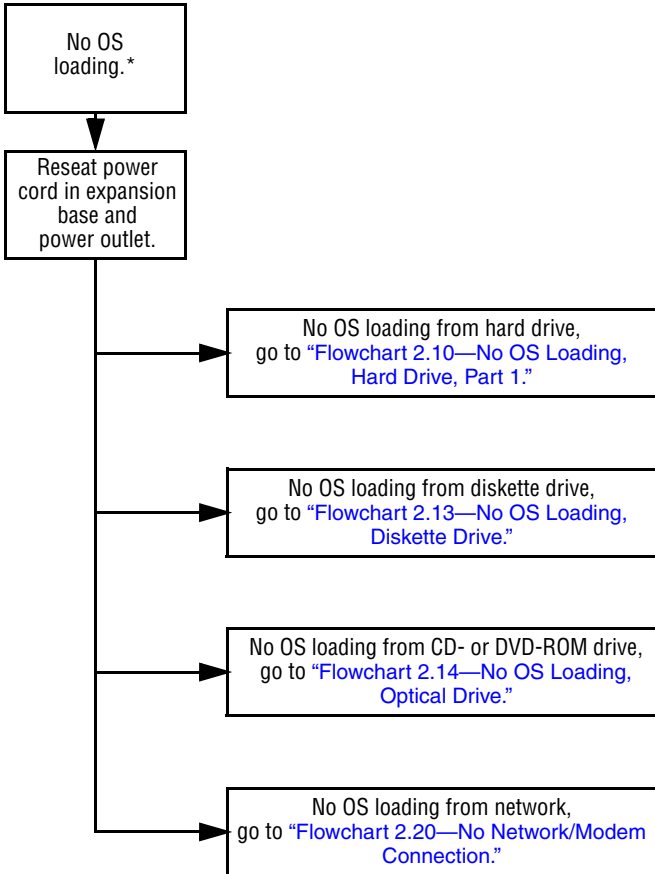 No OS
loading.*
Reseat power
cord in expansion
base and
power outlet.
No OS loading from hard drive,
go to “Flowchart 2.10—No OS Loading,
Hard Drive, Part 1.”
No OS loading from diskette drive,
go to “Flowchart 2.13—No OS Loading,
Diskette Drive.”
No OS loading from CD- or DVD-ROM drive,
go to “Flowchart 2.14—No OS Loading,
Optical Drive.”
No OS loading from network,
go to “Flowchart 2.20—No Network/Modem
Connection.”